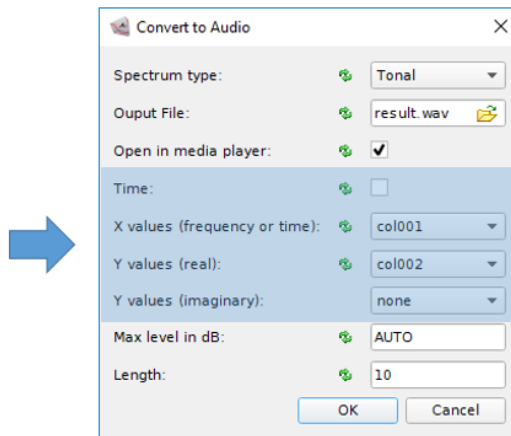 Convert to Audio
Spectrum type: Tonal
Ouput File: result.wav
Open in media player:
Time:
X values (frequency or time): col001
Y values (real): col002
Y values (imaginary): none
Max level in dB: AUTO
Length: 10
OK Cancel